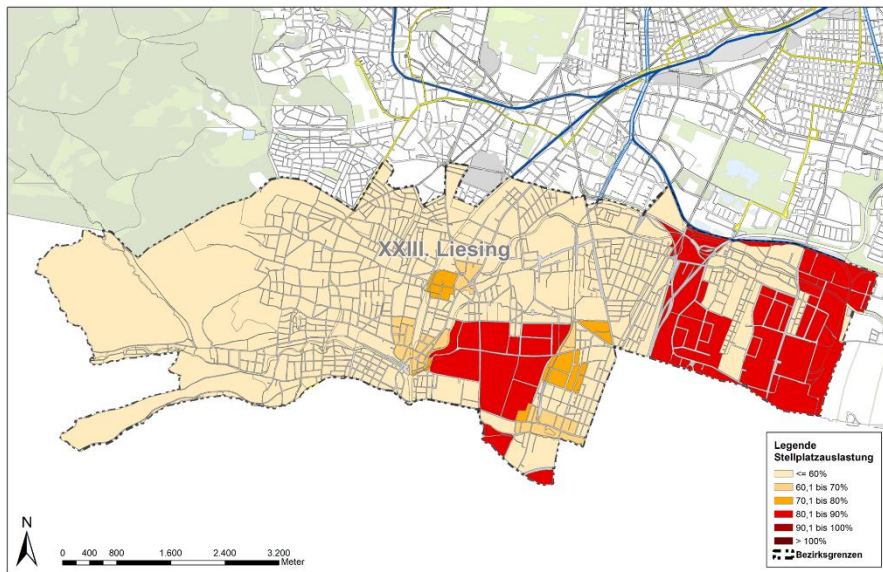 XXIII. Liesing
Legende
Stellplatzauslastung
<= 60%
60,1 bis 70%
70,1 bis 80%
80,1 bis 90%
90,1 bis 100%
> 100%
Bezirksgrenzen
N
0 400 800 1.600 2.400 3.200
Meter